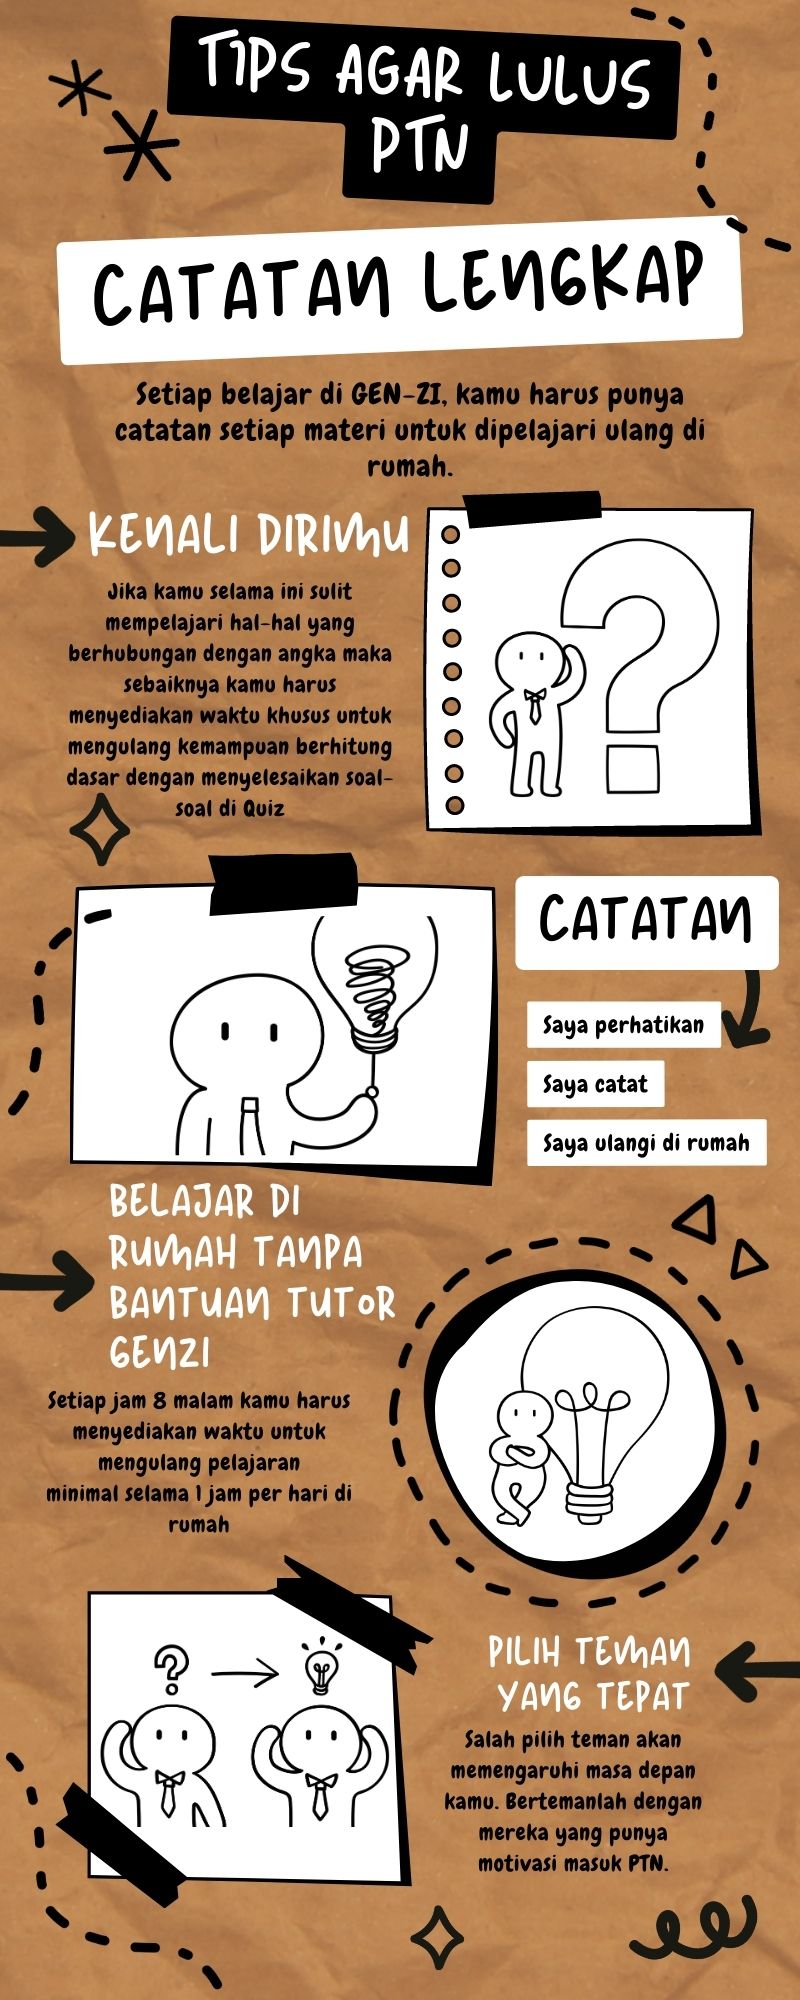 TIPS AGAR LULUS
PTN
CATATAN LENGKAP
Setiap belajar di GEN-ZI, kamu harus punya
catatan setiap materi untuk dipelajari ulang di
rumah.
KENALI DIRIMU
Jika kamu selama ini sulit
mempelajari hal-hal yang
berhubungan dengan angka maka
sebaiknya kamu harus
menyediakan waktu khusus untuk
mengulang kemampuan berhitung
dasar dengan menyelesaikan soal-
soal di Quiz
CATATAN
Saya perhatikan
Saya catat
Saya ulangi di rumah
BELAJAR DI
RUMAH TANPA
BANTUAN TUTOR
GENZI
Setiap jam 8 malam kamu harus
menyediakan waktu untuk
mengulang pelajaran
minimal selama 1 jam per hari di
rumah
PILIH TEMAN
YANG TEPAT
Salah pilih teman akan
memengaruhi masa depan
kamu. Bertemanlah dengan
mereka yang punya
motivasi masuk PTN.